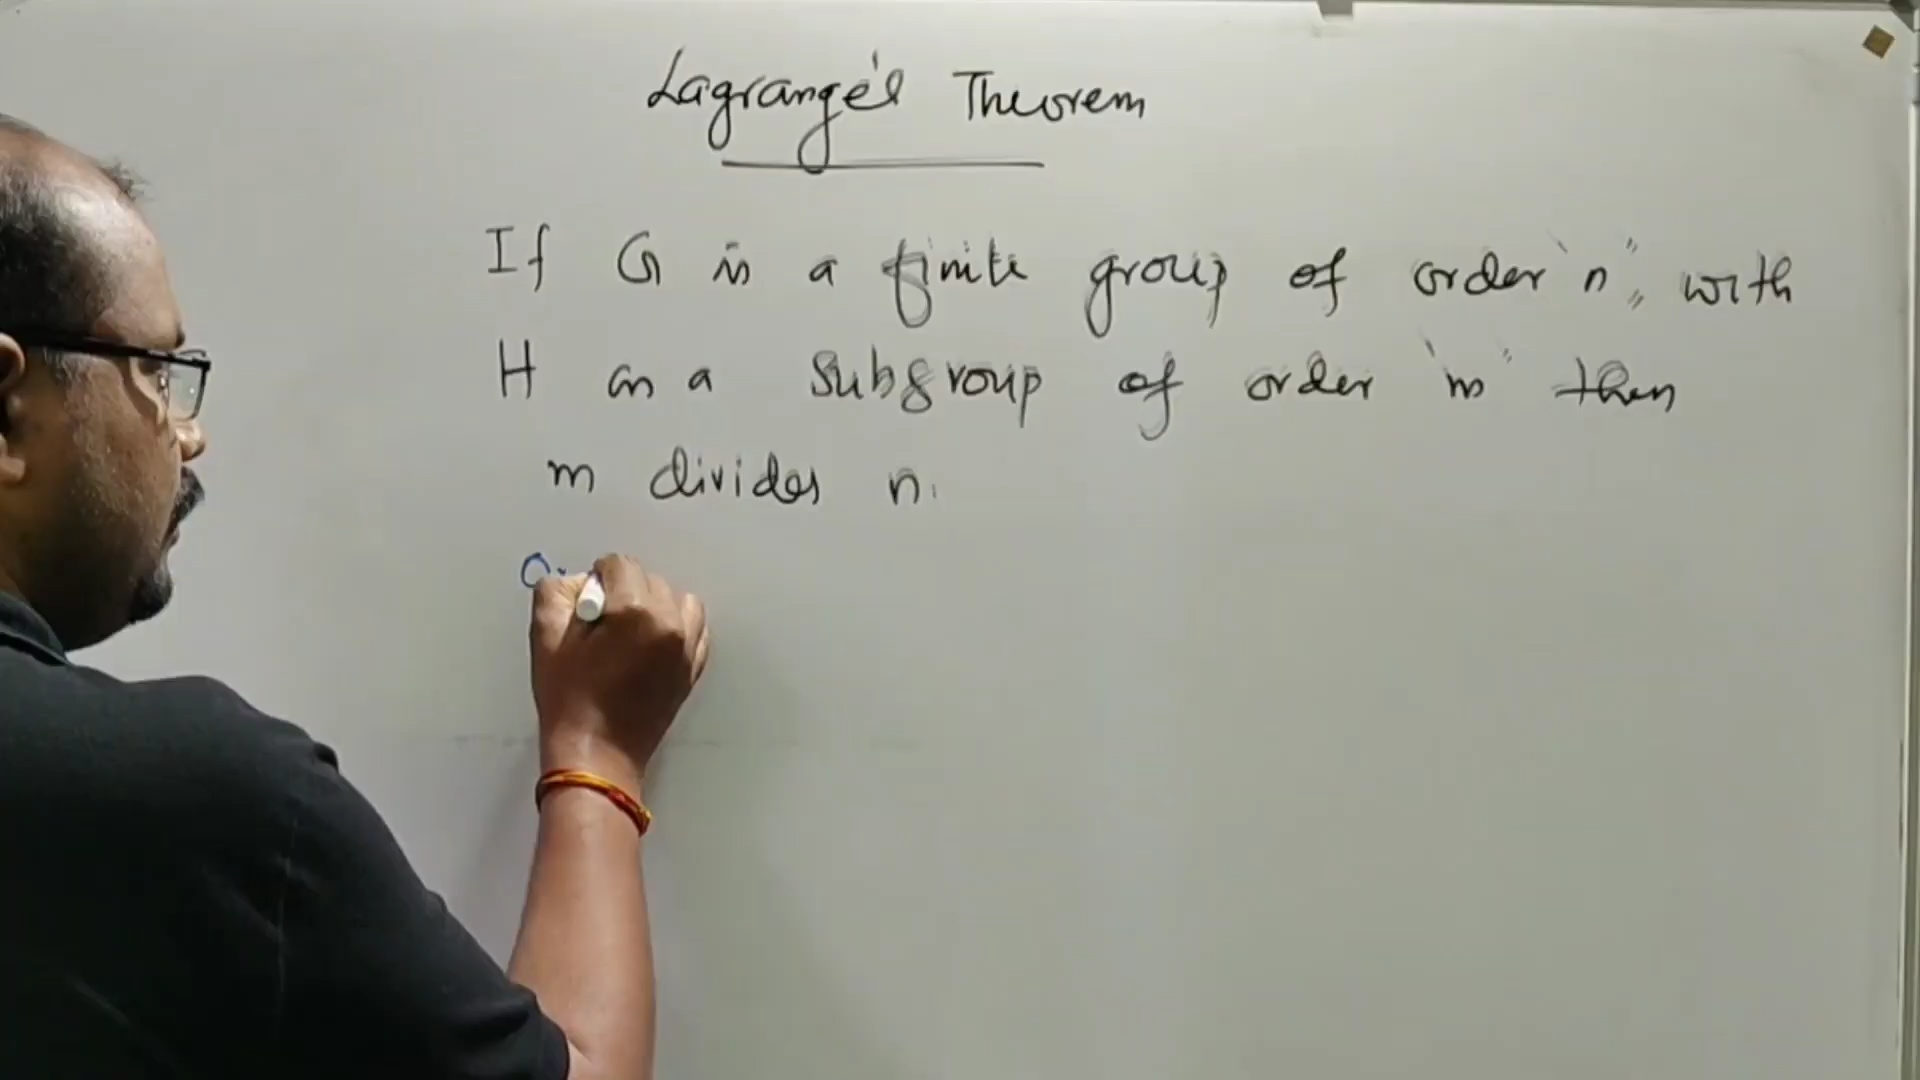 Lagrange's Theorem
If G is a finite group of order "n", with
H as a subgroup of order "m" then
m divides n.